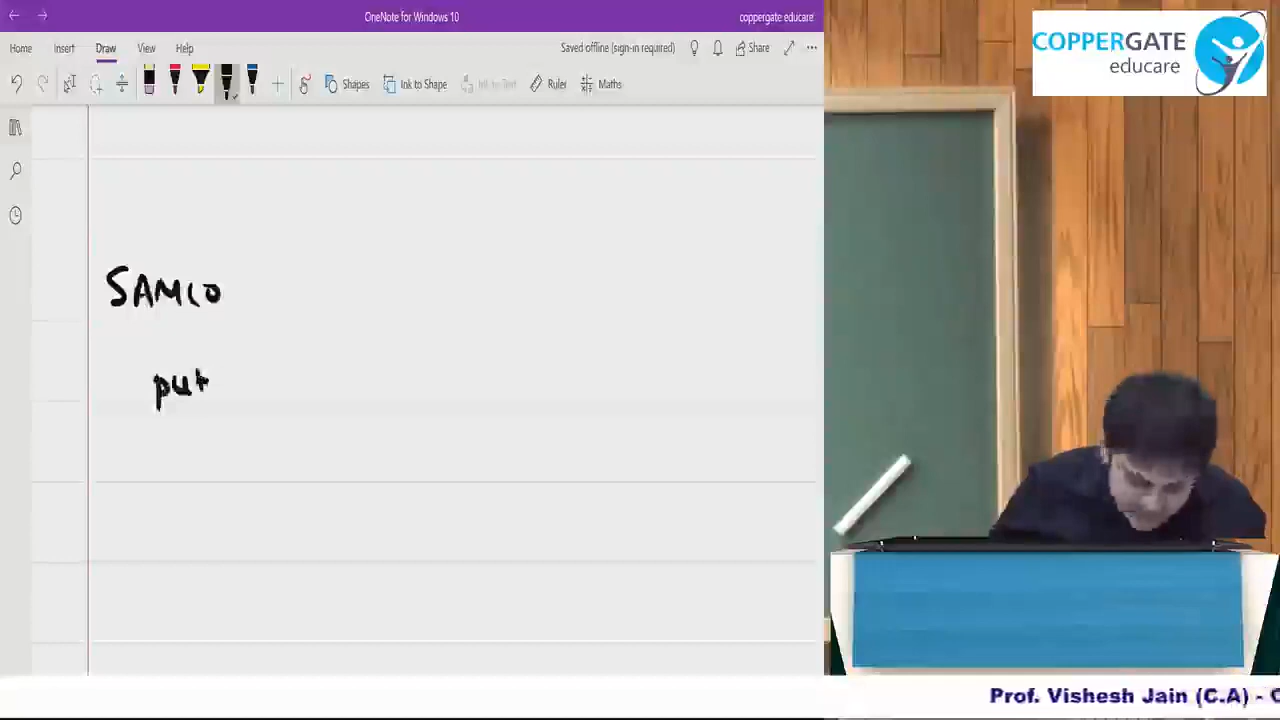 OneNote for Windows 10
coppergate educare
Home Insert Draw View Help
Saved offline (sign-in required)
Share
Shapes
Ink to Shape
Ink to Text
Ruler
Maths
COPPERGATE
educare
SAMCO
put
Prof. Vishesh Jain (C.A) - C